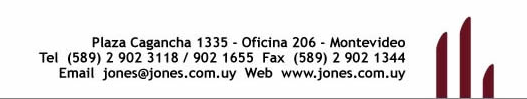 Plaza Cagancha 1335 - Oficina 206 - Montevideo
Tel (589) 2 902 3118 / 902 1655 Fax (589) 2 902 1344
Email jones@jones.com.uy Web www.jones.com.uy